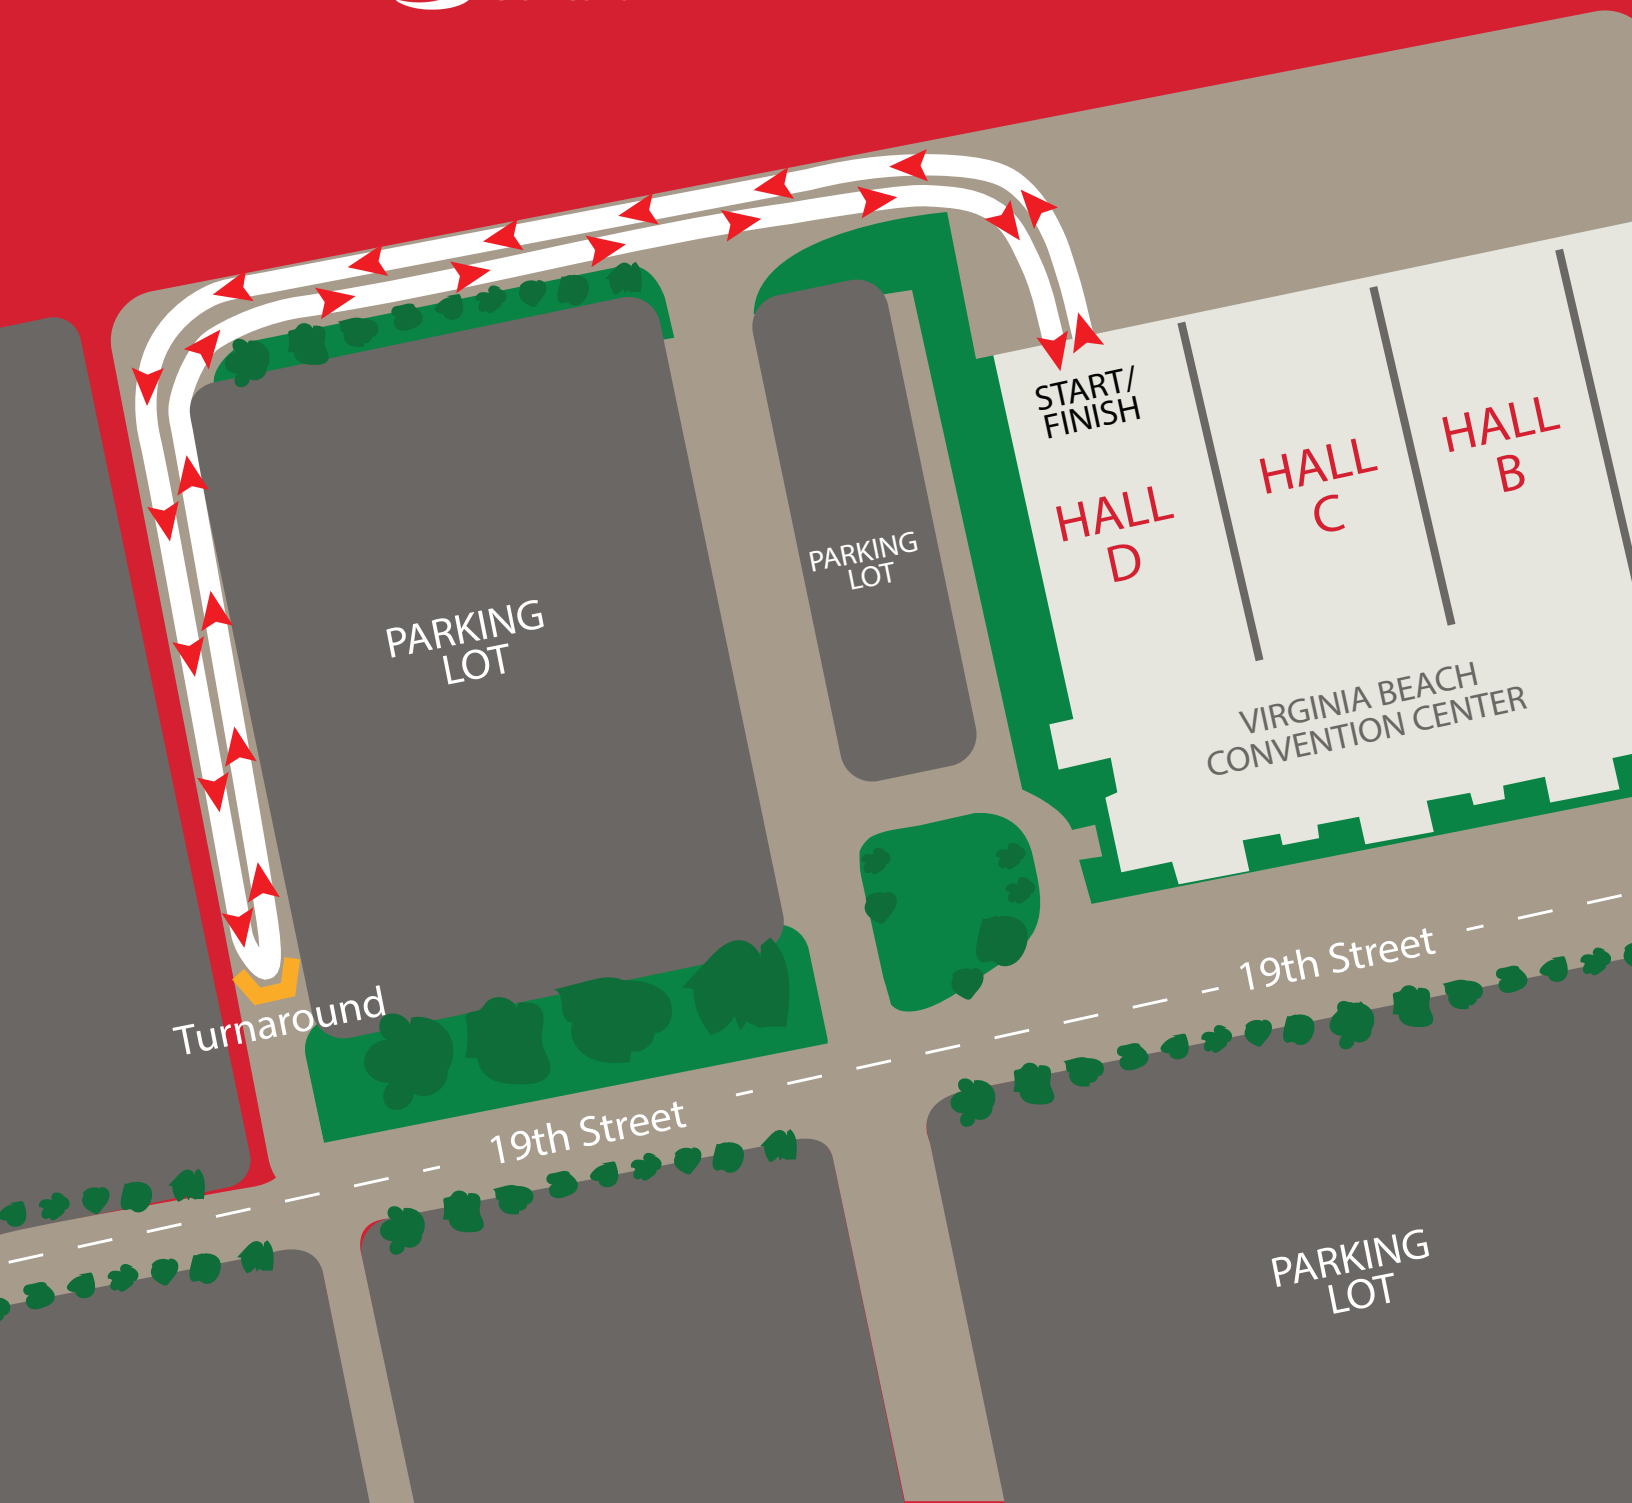 START/
FINISH
HALL
B
HALL
C
HALL
D
PARKING
LOT
PARKING
LOT
VIRGINIA BEACH
CONVENTION CENTER
19th Street
Turnaround
19th Street
PARKING
LOT